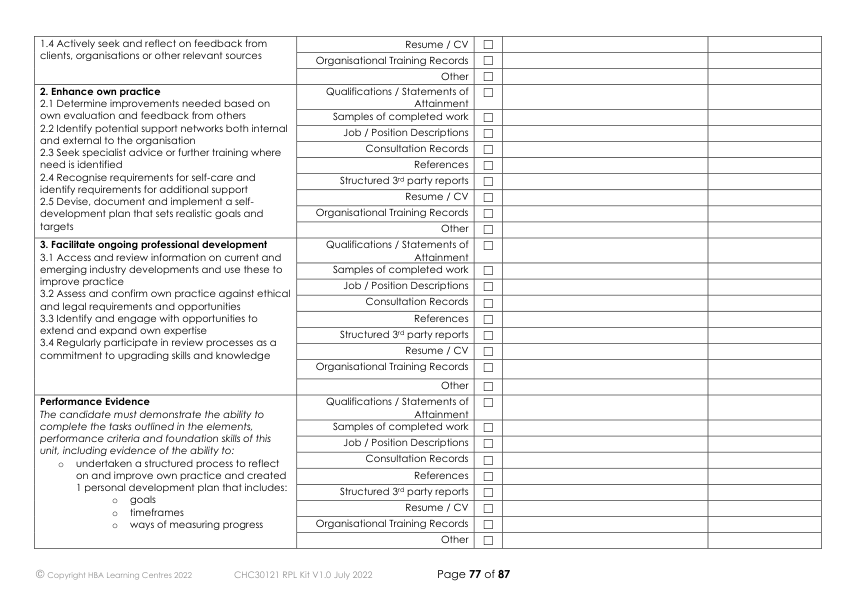 1.4 Actively seek and reflect on feedback from
clients, organisations or other relevant sources
Resume / CV ☐
Organisational Training Records ☐
Other ☐
2. Enhance own practice
2.1 Determine improvements needed based on
own evaluation and feedback from others
2.2 Identify potential support networks both internal
and external to the organisation
2.3 Seek specialist advice or further training where
need is identified
2.4 Recognise requirements for self-care and
identify requirements for additional support
2.5 Devise, document and implement a self-
development plan that sets realistic goals and
targets
Qualifications / Statements of
Attainment ☐
Samples of completed work ☐
Job / Position Descriptions ☐
Consultation Records ☐
References ☐
Structured 3rd party reports ☐
Resume / CV ☐
Organisational Training Records ☐
Other ☐
3. Facilitate ongoing professional development
3.1 Access and review information on current and
emerging industry developments and use these to
improve practice
3.2 Assess and confirm own practice against ethical
and legal requirements and opportunities
3.3 Identify and engage with opportunities to
extend and expand own expertise
3.4 Regularly participate in review processes as a
commitment to upgrading skills and knowledge
Qualifications / Statements of
Attainment ☐
Samples of completed work ☐
Job / Position Descriptions ☐
Consultation Records ☐
References ☐
Structured 3rd party reports ☐
Resume / CV ☐
Organisational Training Records ☐
Other ☐
Performance Evidence
The candidate must demonstrate the ability to
complete the tasks outlined in the elements,
performance criteria and foundation skills of this
unit, including evidence of the ability to:
o undertaken a structured process to reflect
on and improve own practice and created
1 personal development plan that includes:
o goals
o timeframes
o ways of measuring progress
Qualifications / Statements of
Attainment ☐
Samples of completed work ☐
Job / Position Descriptions ☐
Consultation Records ☐
References ☐
Structured 3rd party reports ☐
Resume / CV ☐
Organisational Training Records ☐
Other ☐
© Copyright HBA Learning Centres 2022 CHC30121 RPL Kit V1.0 July 2022 Page 77 of 87